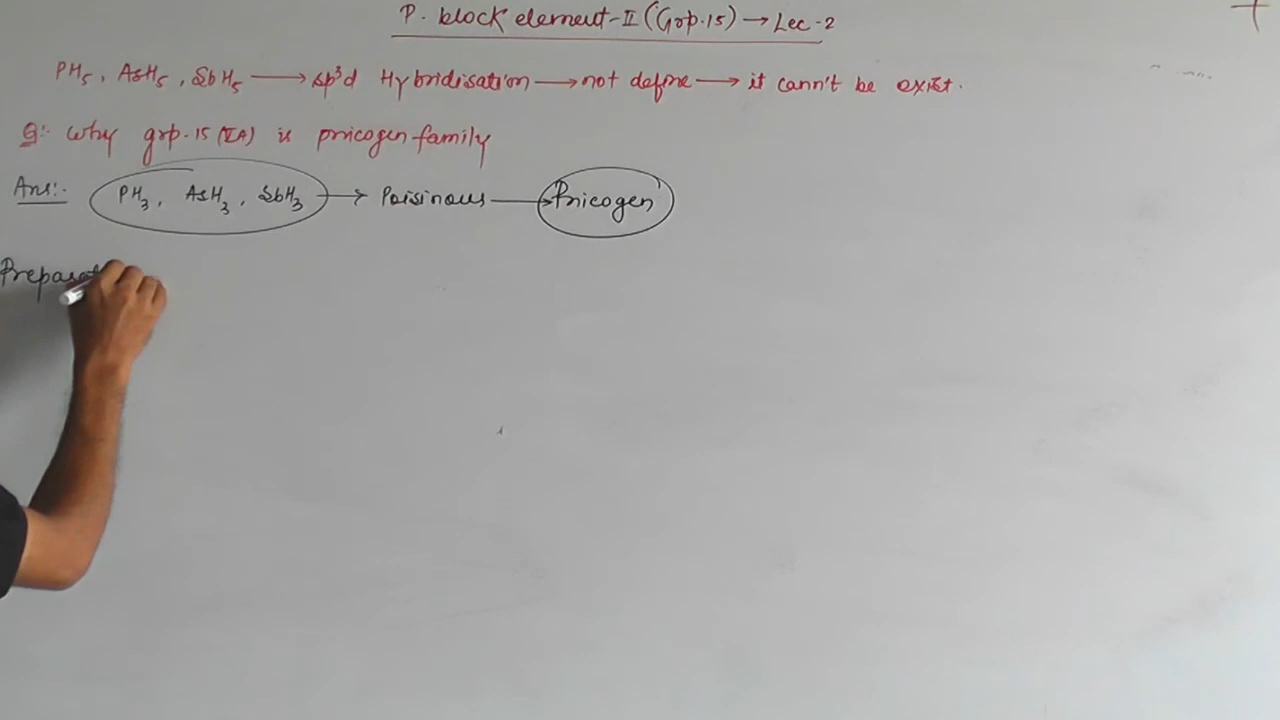 P. block element-II (Grp.15) → Lec-2
PH5, AsH5, SbH5 → sp³d Hybridisation → not define → it cann't be exist.
Q:- Why grp.15 (VA) is pnicogen family
Ans:- PH3, AsH3, SbH3 → Poisinous → Pnicogen